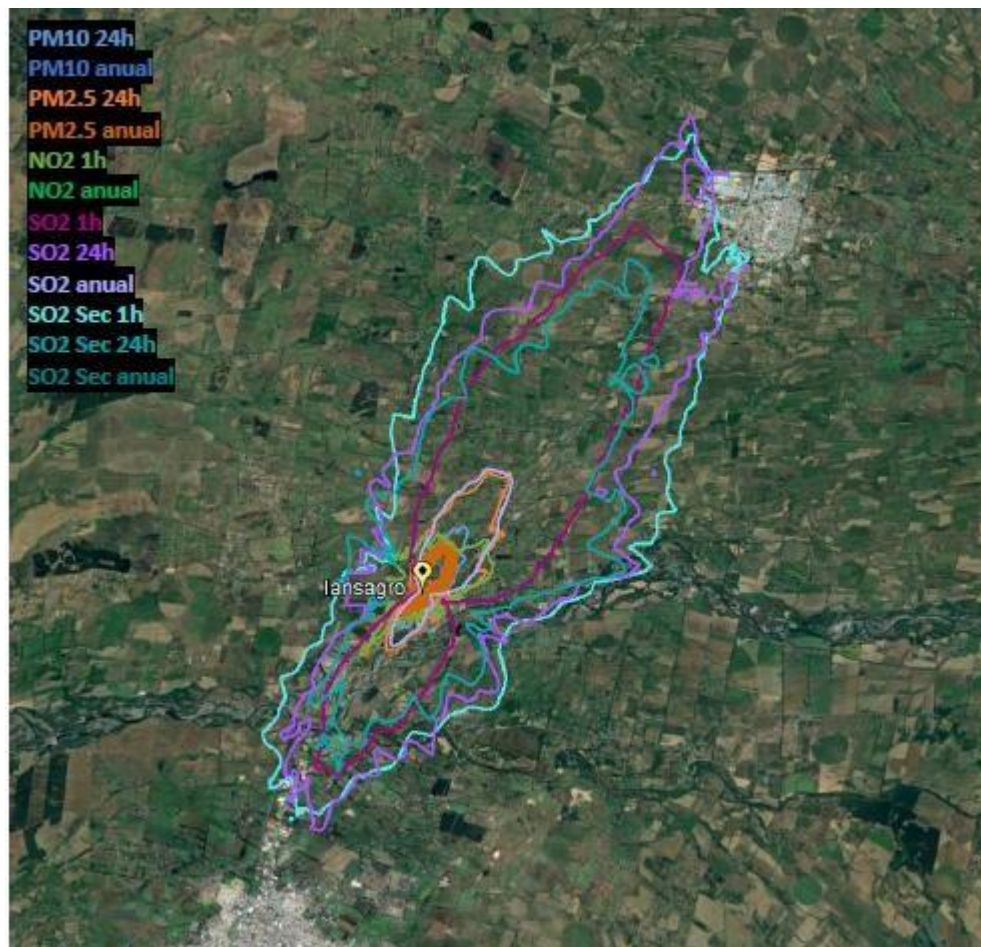 PM10 24h
PM10 anual
PM2.5 24h
PM2.5 anual
NO2 1h
NO2 anual
SO2 1h
SO2 24h
SO2 anual
SO2 Sec 1h
SO2 Sec 24h
SO2 Sec anual
Iansagro